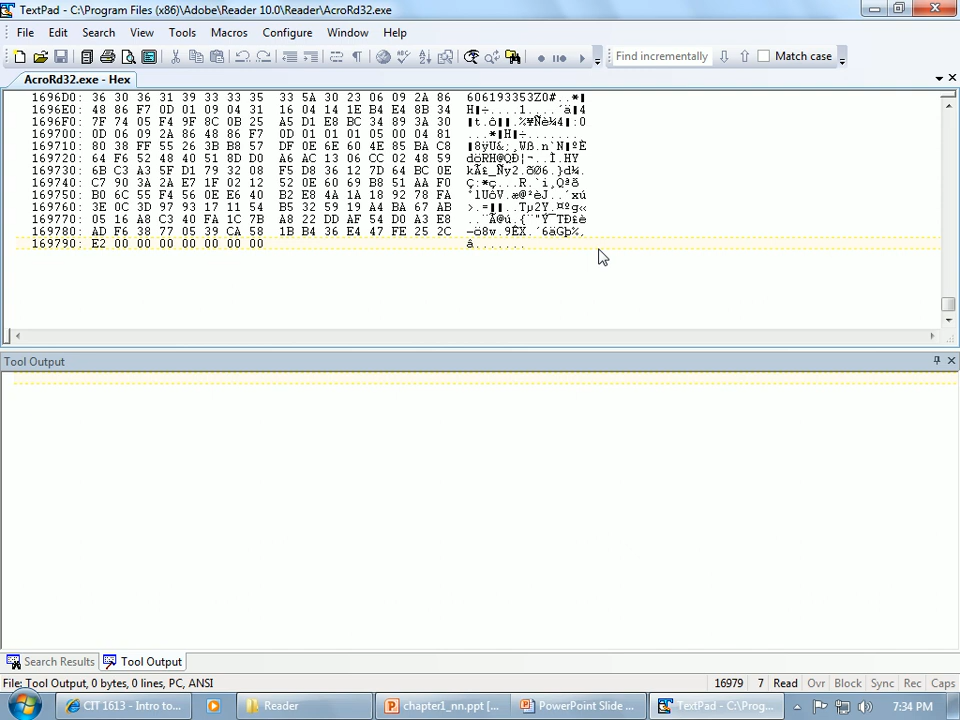 TextPad - C:\Program Files (x86)\Adobe\Reader 10.0\Reader\AcroRd32.exe
File Edit Search View Tools Macros Configure Window Help
Find incrementally Match case
AcroRd32.exe - Hex
1696D0: 36 30 36 31 39 33 33 35 33 5A 30 23 06 09 2A 86 606193353Z0#..*
1696E0: 48 86 F7 0D 01 09 04 31 16 04 14 1E B4 E4 8B 34
1696F0: 7F 74 05 F4 9F 8C 0B 25 A5 D1 E8 BC 34 89 3A 30
169700: 0D 06 09 2A 86 48 86 F7 0D 01 01 01 05 00 04 81
169710: 80 38 FF 55 26 3B B8 57 DF 0E 6E 60 4E 85 BA C8
169720: 64 F6 52 48 40 51 8D D0 A6 AC 13 06 CC 02 48 59
169730: 6B C3 A3 5F D1 79 32 08 F5 D8 36 12 7D 64 BC 0E
169740: C7 90 3A 2A E7 1F 02 12 52 0E 60 69 B8 51 AA F0
169750: B0 6C 55 F4 56 0E E6 40 B2 E8 4A 1A 18 92 78 FA
169760: 3E 0C 3D 97 93 17 11 54 B5 32 59 19 A4 BA 67 AB
169770: 05 16 A8 C3 40 FA 1C 7B A8 22 DD AF 54 D0 A3 E8
169780: AD F6 38 77 05 39 CA 58 1B B4 36 E4 47 FE 25 2C
169790: E2 00 00 00 00 00 00 00 â.......
Tool Output
Search Results Tool Output
File: Tool Output, 0 bytes, 0 lines, PC, ANSI 16979 7 Read Ovr Block Sync Rec Caps
CIT 1613 - Intro to... Reader chapter1_nn.ppt [... PowerPoint Slide ... TextPad - C:\Prog... 7:34 PM